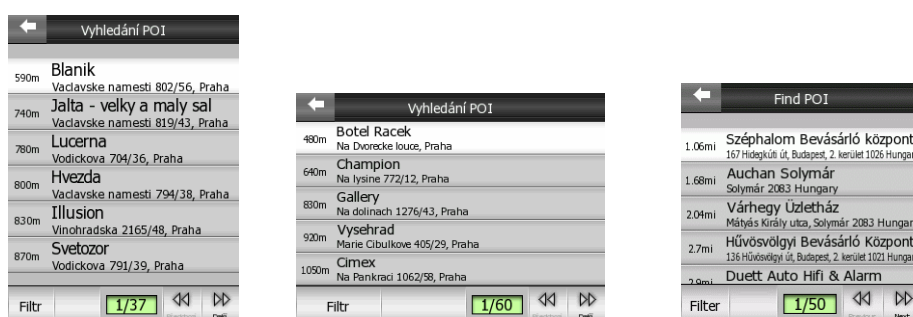 Vyhledání POI
590m Blanik
Vaclavske namesti 802/56, Praha
740m Jalta - velky a maly sal
Vaclavske namesti 819/43, Praha
780m Lucerna
Vodickova 704/36, Praha
800m Hvezda
Vaclavske namesti 794/38, Praha
830m Illusion
Vinohradska 2165/48, Praha
870m Svetozor
Vodickova 791/39, Praha
Filtr 1/37
Další
Vyhledání POI
480m Botel Racek
Na Dvorecke louce, Praha
640m Champion
Na lysine 772/12, Praha
830m Gallery
Na dolinach 1276/43, Praha
920m Vysehrad
Marie Cibulkove 405/29, Praha
1050m Cimex
Na Pankraci 1062/58, Praha
Filtr 1/60
Další
Find POI
1.06mi Széphalom Bevásárló központ
167 Hidegkúti út, Budapest, 2. kerület 1026 Hungar
1.68mi Auchan Solymár
Solymár 2083 Hungary
2.04mi Várhegy Üzletház
Mátyás Király utca, Solymár 2083 Hungar
2.7mi Hűvösvölgyi Bevásárló Központ
136 Hűvösvölgyi út, Budapest, 2. kerület 1021 Hungar
2.9mi Duett Auto Hifi & Alarm
Filter 1/50
Previous Next